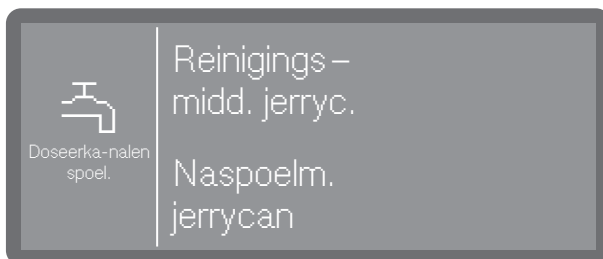 Doseerka-nalen
spoel.
Reinigings–
midd. jerryc.
Naspoelm.
jerrycan